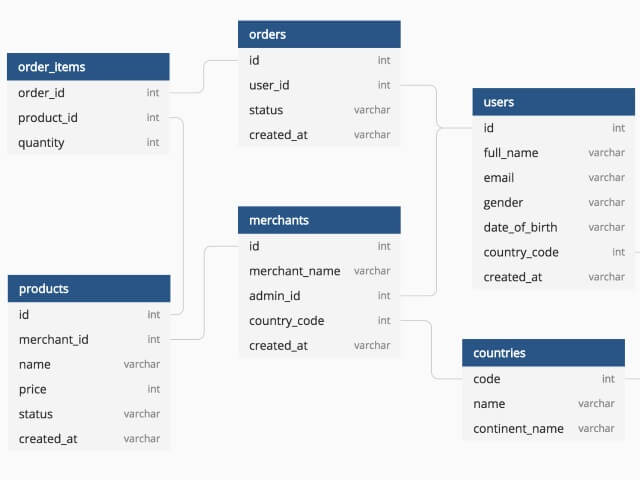 order_items
order_id int
product_id int
quantity int
orders
id int
user_id int
status varchar
created_at varchar
users
id int
full_name varchar
email varchar
gender varchar
date_of_birth varchar
country_code int
created_at varchar
merchants
id int
merchant_name varchar
admin_id int
country_code int
created_at varchar
products
id int
merchant_id int
name varchar
price int
status varchar
created_at varchar
countries
code int
name varchar
continent_name varchar